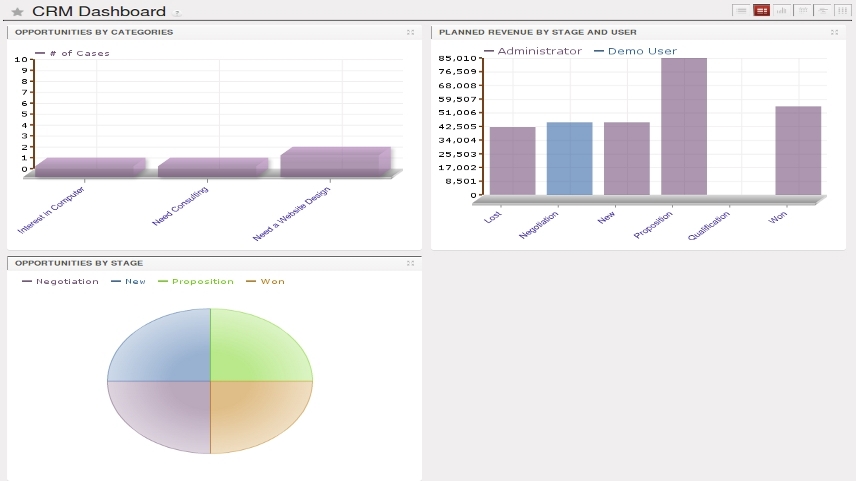 CRM Dashboard ?
OPPORTUNITIES BY CATEGORIES
# of Cases
10
9
8
7
6
5
4
3
2
1
0
Interest in Computer
Need Consulting
Need a Website Design
PLANNED REVENUE BY STAGE AND USER
Administrator Demo User
85,010
76,509
68,008
59,507
51,006
42,505
34,004
25,503
17,002
8,501
0
Lost
Negotiation
New
Proposition
Qualification
Won
OPPORTUNITIES BY STAGE
Negotiation New Proposition Won